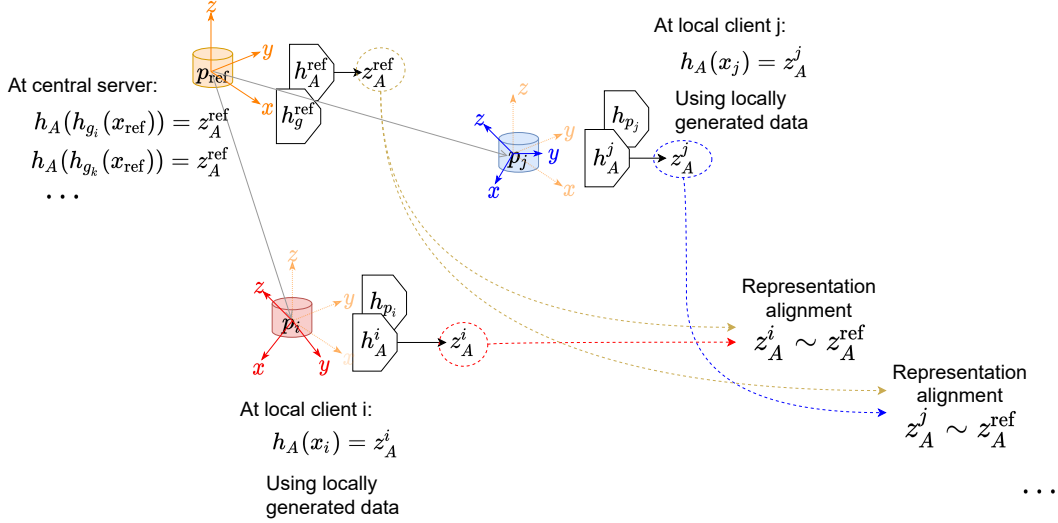 z
y
x
p_ref
h_A^ref
z_A^ref
h_g^ref
At central server:
h_A(h_{g_i}(x_ref)) = z_A^ref
h_A(h_{g_k}(x_ref)) = z_A^ref
...
At local client j:
h_A(x_j) = z_A^j
Using locally
generated data
z
y
x
z
y
x
p_j
h_{p_j}
h_A^j
z_A^j
z
y
x
z
y
x
p_i
h_{p_i}
h_A^i
z_A^i
At local client i:
h_A(x_i) = z_A^i
Using locally
generated data
Representation
alignment
z_A^i ∼ z_A^ref
Representation
alignment
z_A^j ∼ z_A^ref
...